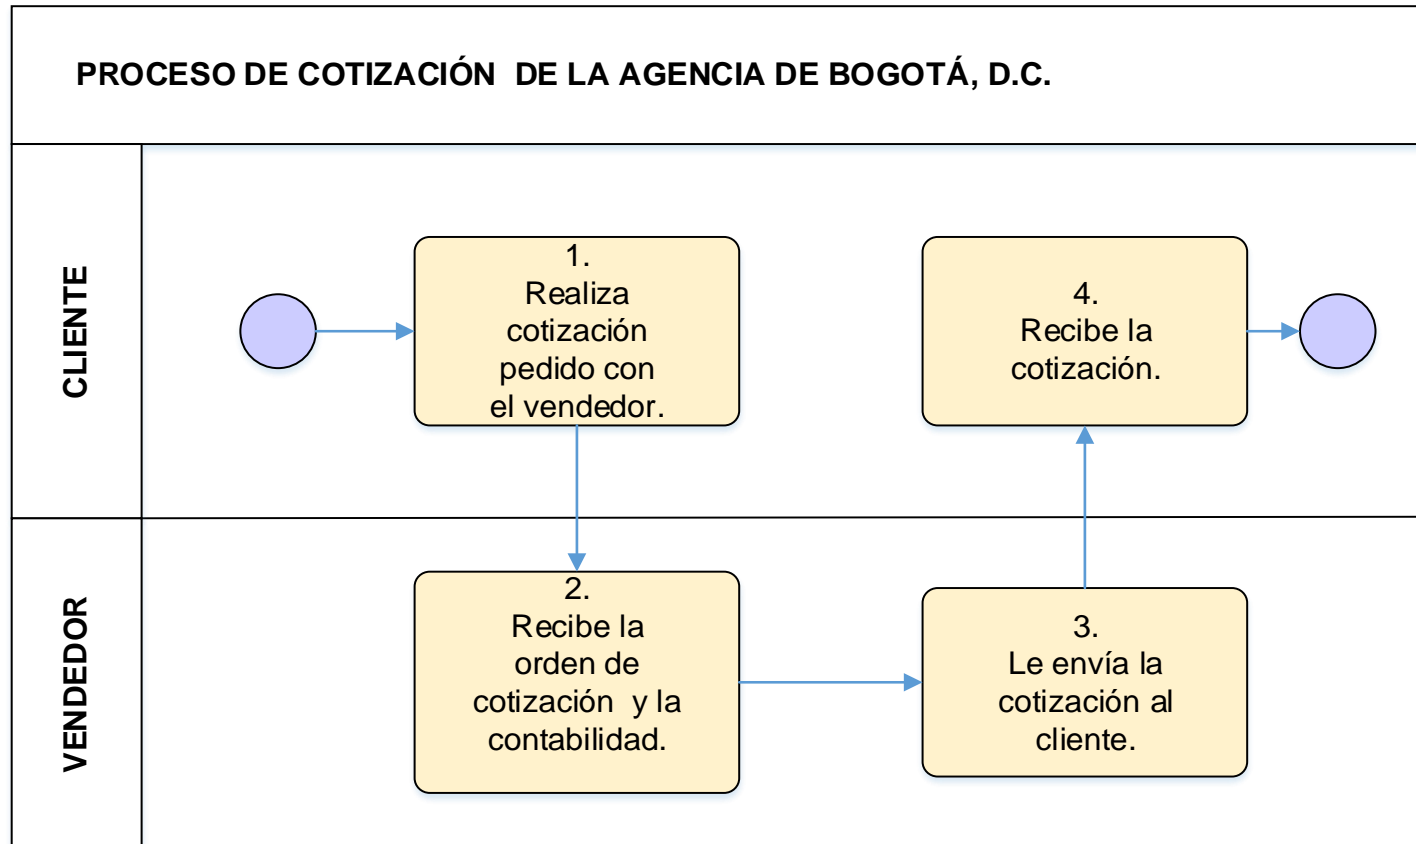 PROCESO DE COTIZACIÓN  DE LA AGENCIA DE BOGOTÁ, D.C.
CLIENTE
1.
Realiza
cotización
pedido con
el vendedor.
4.
Recibe la
cotización.
VENDEDOR
2.
Recibe la
orden de
cotización  y la
contabilidad.
3.
Le envía la
cotización al
cliente.